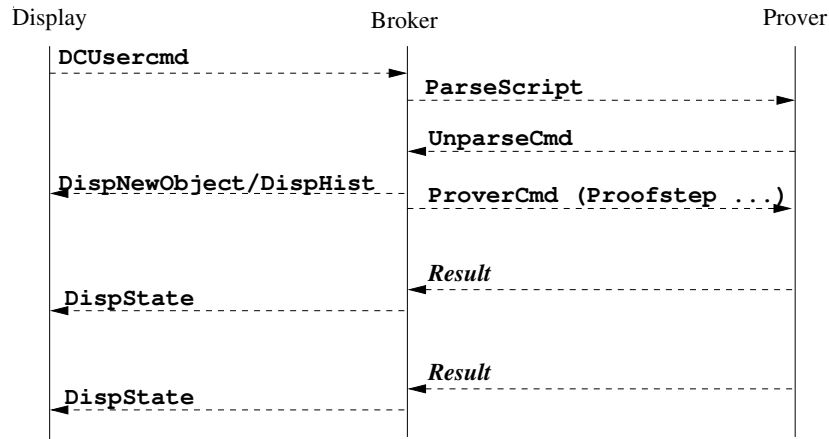 Display Broker Prover
DCUsercmd
ParseScript
UnparseCmd
DispNewObject/DispHist
ProverCmd (Proofstep ...)
Result
DispState
Result
DispState